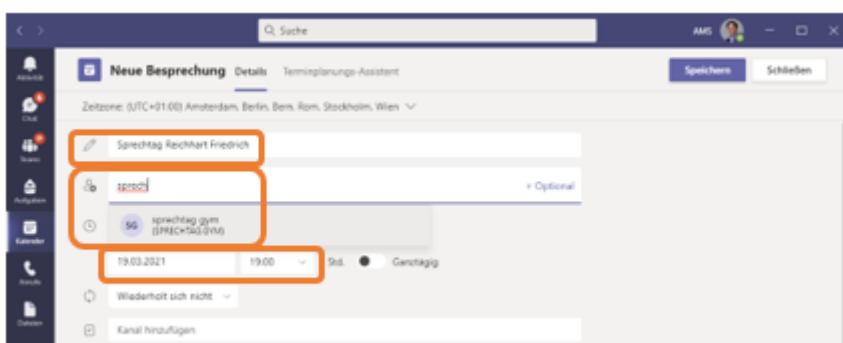 Suche
AMS
Aktivität
Neue Besprechung Details Terminplanungs-Assistent
Speichern Schließen
Chat
Zeitzone: (UTC+01:00) Amsterdam, Berlin, Bern, Rom, Stockholm, Wien
Teams
Sprechtag Reichhart Friedrich
Aufgaben
sprech
+ Optional
Kalender
SG sprechtag gym
(SPRECHTAG.GYM)
Anrufe
19.03.2021 19:00 Std. Ganztägig
Dateien
Wiederholt sich nicht
Kanal hinzufügen